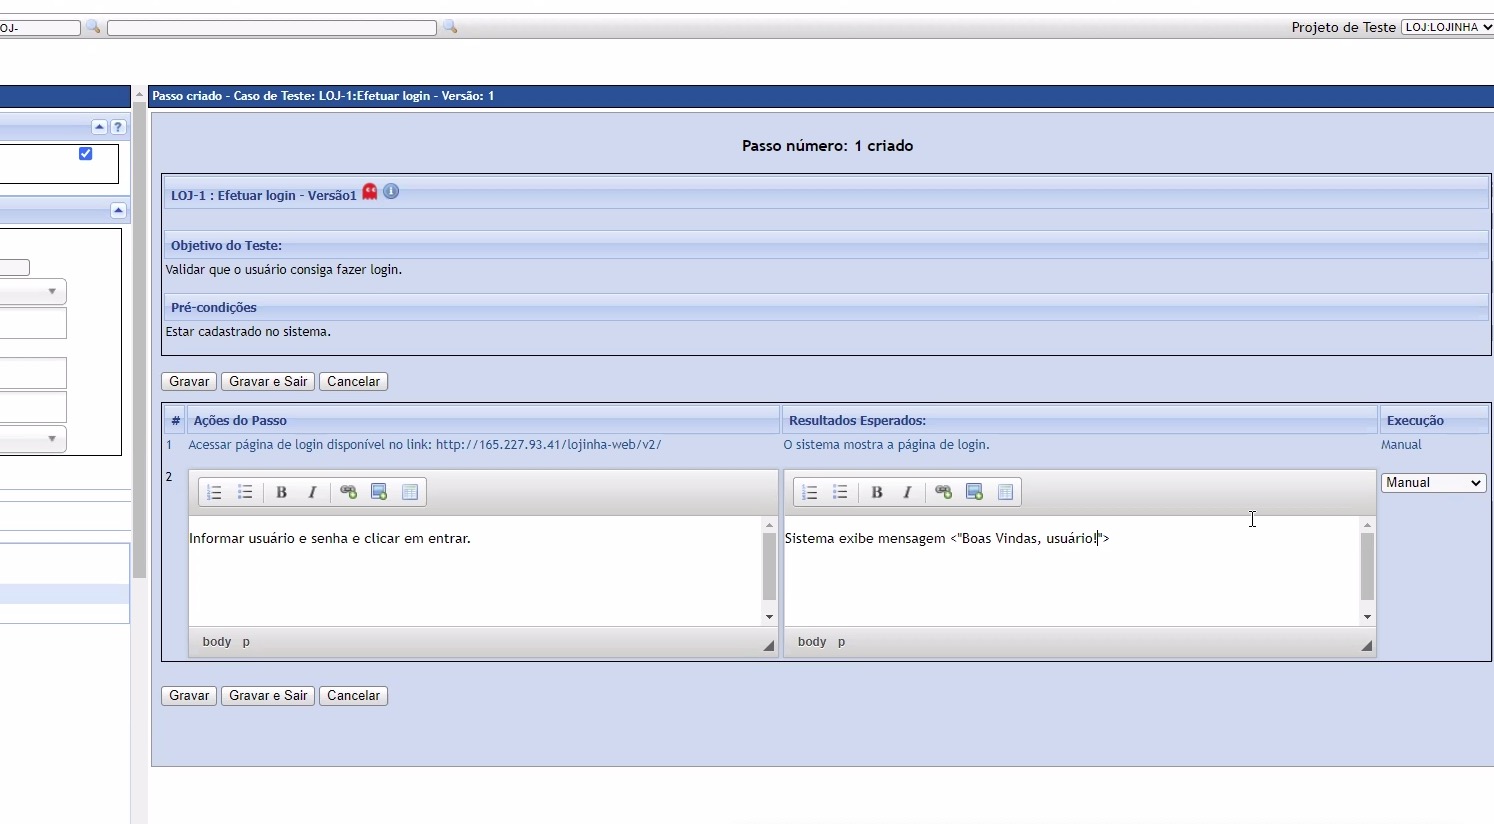 OJ-
Projeto de Teste LOJ:LOJINHA
Passo criado - Caso de Teste: LOJ-1:Efetuar login - Versão: 1
?
Passo número: 1 criado
LOJ-1 : Efetuar login - Versão1
Objetivo do Teste:
Validar que o usuário consiga fazer login.
Pré-condições
Estar cadastrado no sistema.
Gravar Gravar e Sair Cancelar
# Ações do Passo Resultados Esperados: Execução
1 Acessar página de login disponível no link: http://165.227.93.41/lojinha-web/v2/ O sistema mostra a página de login. Manual
2 Manual
B I B I
Informar usuário e senha e clicar em entrar. Sistema exibe mensagem <"Boas Vindas, usuário!">
body p body p
Gravar Gravar e Sair Cancelar